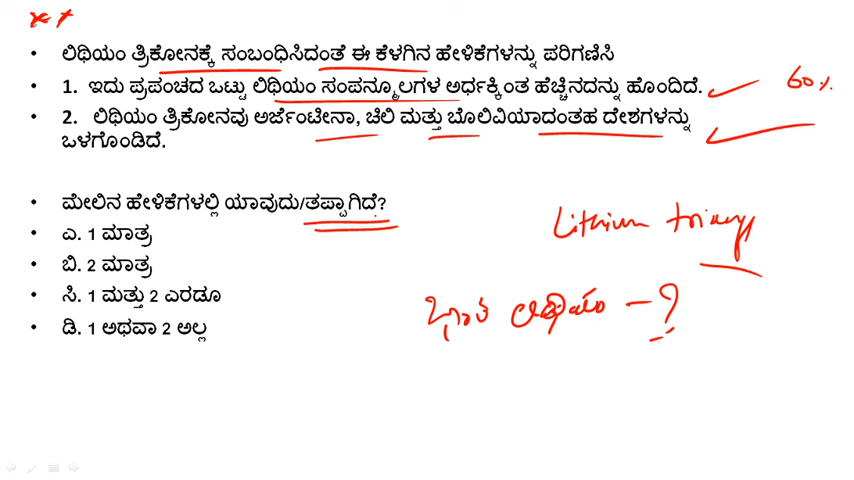 • ಲಿಥಿಯಂ ತ್ರಿಕೋನಕ್ಕೆ ಸಂಬಂಧಿಸಿದಂತೆ ಈ ಕೆಳಗಿನ ಹೇಳಿಕೆಗಳನ್ನು ಪರಿಗಣಿಸಿ
• 1. ಇದು ಪ್ರಪಂಚದ ಒಟ್ಟು ಲಿಥಿಯಂ ಸಂಪನ್ಮೂಲಗಳ ಅರ್ಧಕ್ಕಿಂತ ಹೆಚ್ಚಿನದನ್ನು ಹೊಂದಿದೆ. 60%
• 2. ಲಿಥಿಯಂ ತ್ರಿಕೋನವು ಅರ್ಜೆಂಟೀನಾ, ಚಿಲಿ ಮತ್ತು ಬೊಲಿವಿಯಾದಂತಹ ದೇಶಗಳನ್ನು
ಒಳಗೊಂಡಿದೆ.
• ಮೇಲಿನ ಹೇಳಿಕೆಗಳಲ್ಲಿ ಯಾವುದು/ತಪ್ಪಾಗಿದೆ?
• ಎ. 1 ಮಾತ್ರ
Lithium
• ಬಿ. 2 ಮಾತ್ರ
• ಸಿ. 1 ಮತ್ತು 2 ಎರಡೂ
• ಡಿ. 1 ಅಥವಾ 2 ಅಲ್ಲ
- ?